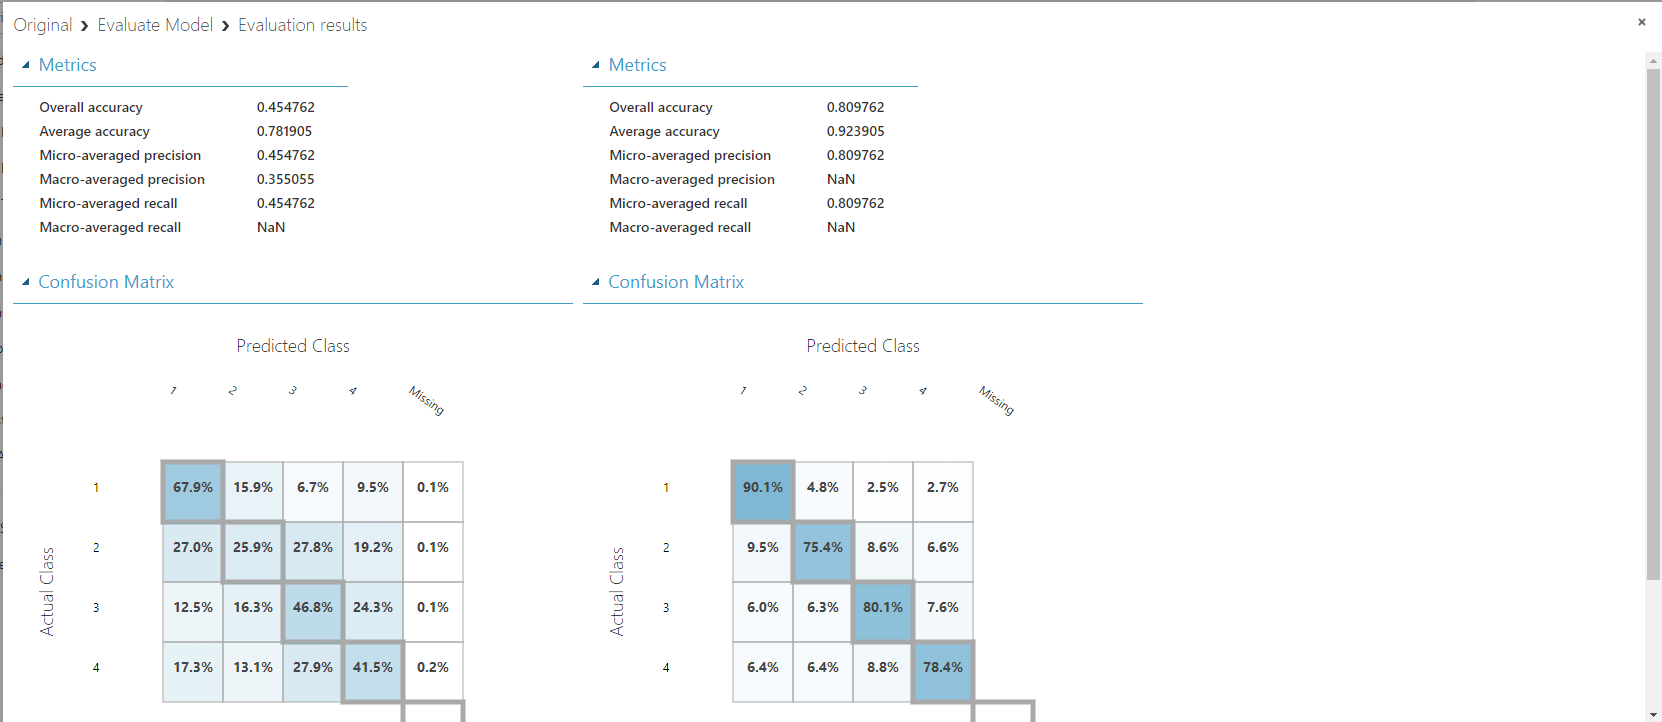 Original > Evaluate Model > Evaluation results
Metrics
Overall accuracy 0.454762
Average accuracy 0.781905
Micro-averaged precision 0.454762
Macro-averaged precision 0.355055
Micro-averaged recall 0.454762
Macro-averaged recall NaN
Confusion Matrix
Predicted Class
1 2 3 4 Missing
Actual Class
1 67.9% 15.9% 6.7% 9.5% 0.1%
2 27.0% 25.9% 27.8% 19.2% 0.1%
3 12.5% 16.3% 46.8% 24.3% 0.1%
4 17.3% 13.1% 27.9% 41.5% 0.2%
Metrics
Overall accuracy 0.809762
Average accuracy 0.923905
Micro-averaged precision 0.809762
Macro-averaged precision NaN
Micro-averaged recall 0.809762
Macro-averaged recall NaN
Confusion Matrix
Predicted Class
1 2 3 4 Missing
Actual Class
1 90.1% 4.8% 2.5% 2.7%
2 9.5% 75.4% 8.6% 6.6%
3 6.0% 6.3% 80.1% 7.6%
4 6.4% 6.4% 8.8% 78.4%